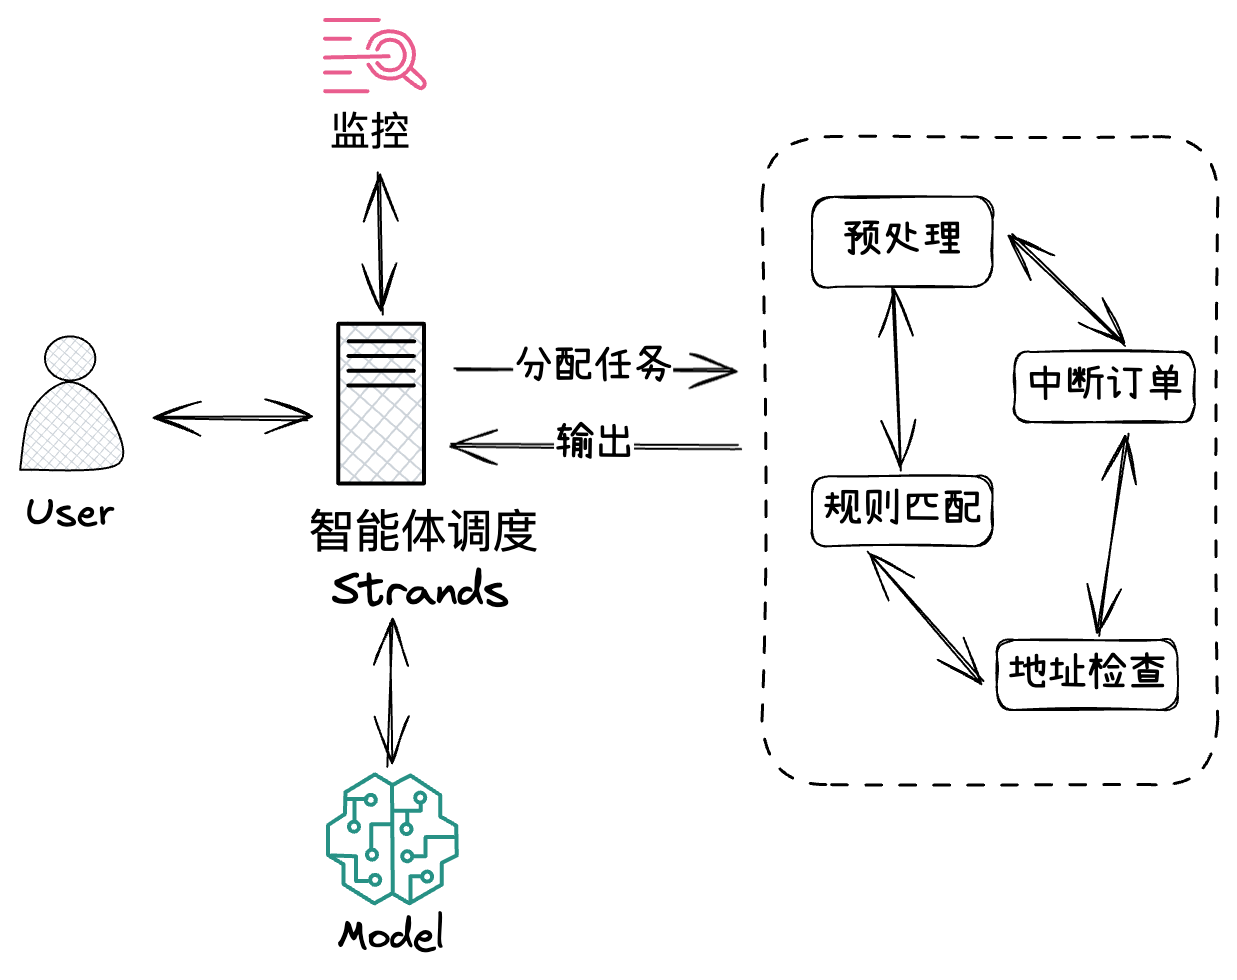 监控
User
智能体调度
Strands
Model
分配任务
输出
预处理
中断订单
规则匹配
地址检查